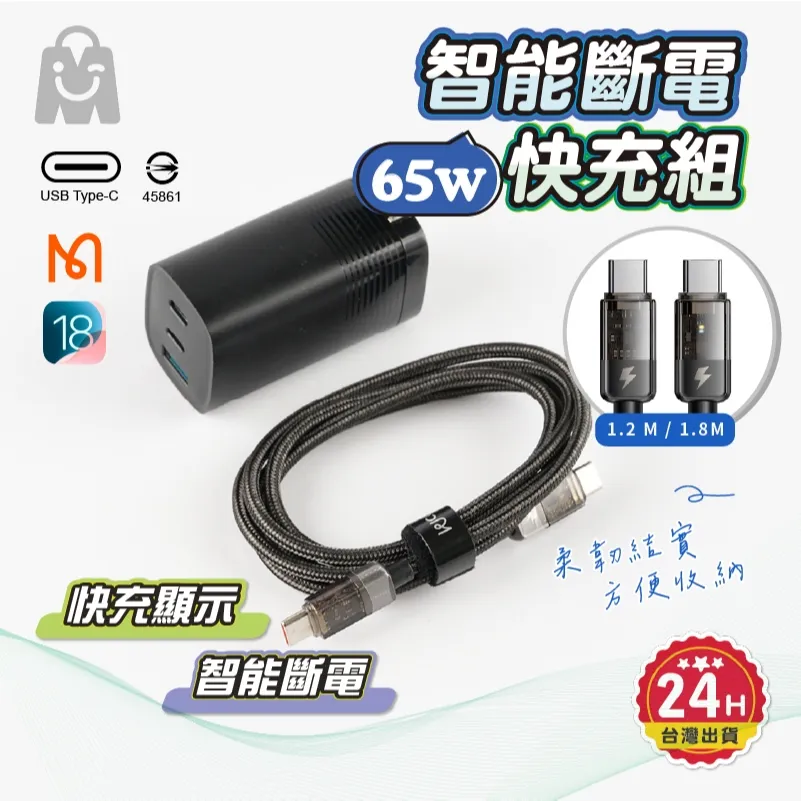 智能斷電
65w
快充組
USB Type-C
45861
18
1.2 M / 1.8M
柔韌結實
方便收納
快充顯示
智能斷電
24H
台灣出貨